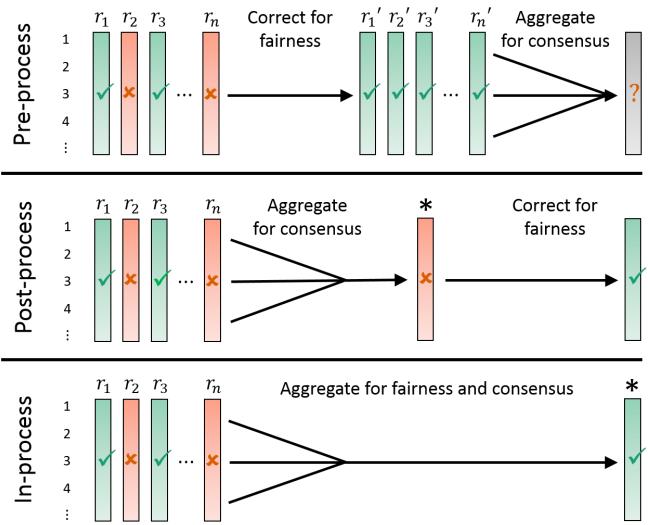 Pre-process
r1 r2 r3 rn
Correct for
fairness
r1′ r2′ r3′ rn′
Aggregate
for consensus
1
2
3 ✓ ✗ ✓ ... ✗ ✓ ✓ ✓ ... ✓ ?
4
⋮
Post-process
r1 r2 r3 rn
Aggregate
for consensus
*
Correct for
fairness
1
2
3 ✓ ✗ ✓ ... ✗ ✗ ✓
4
⋮
In-process
r1 r2 r3 rn
Aggregate for fairness and consensus
*
1
2
3 ✓ ✗ ✓ ... ✗ ✓
4
⋮